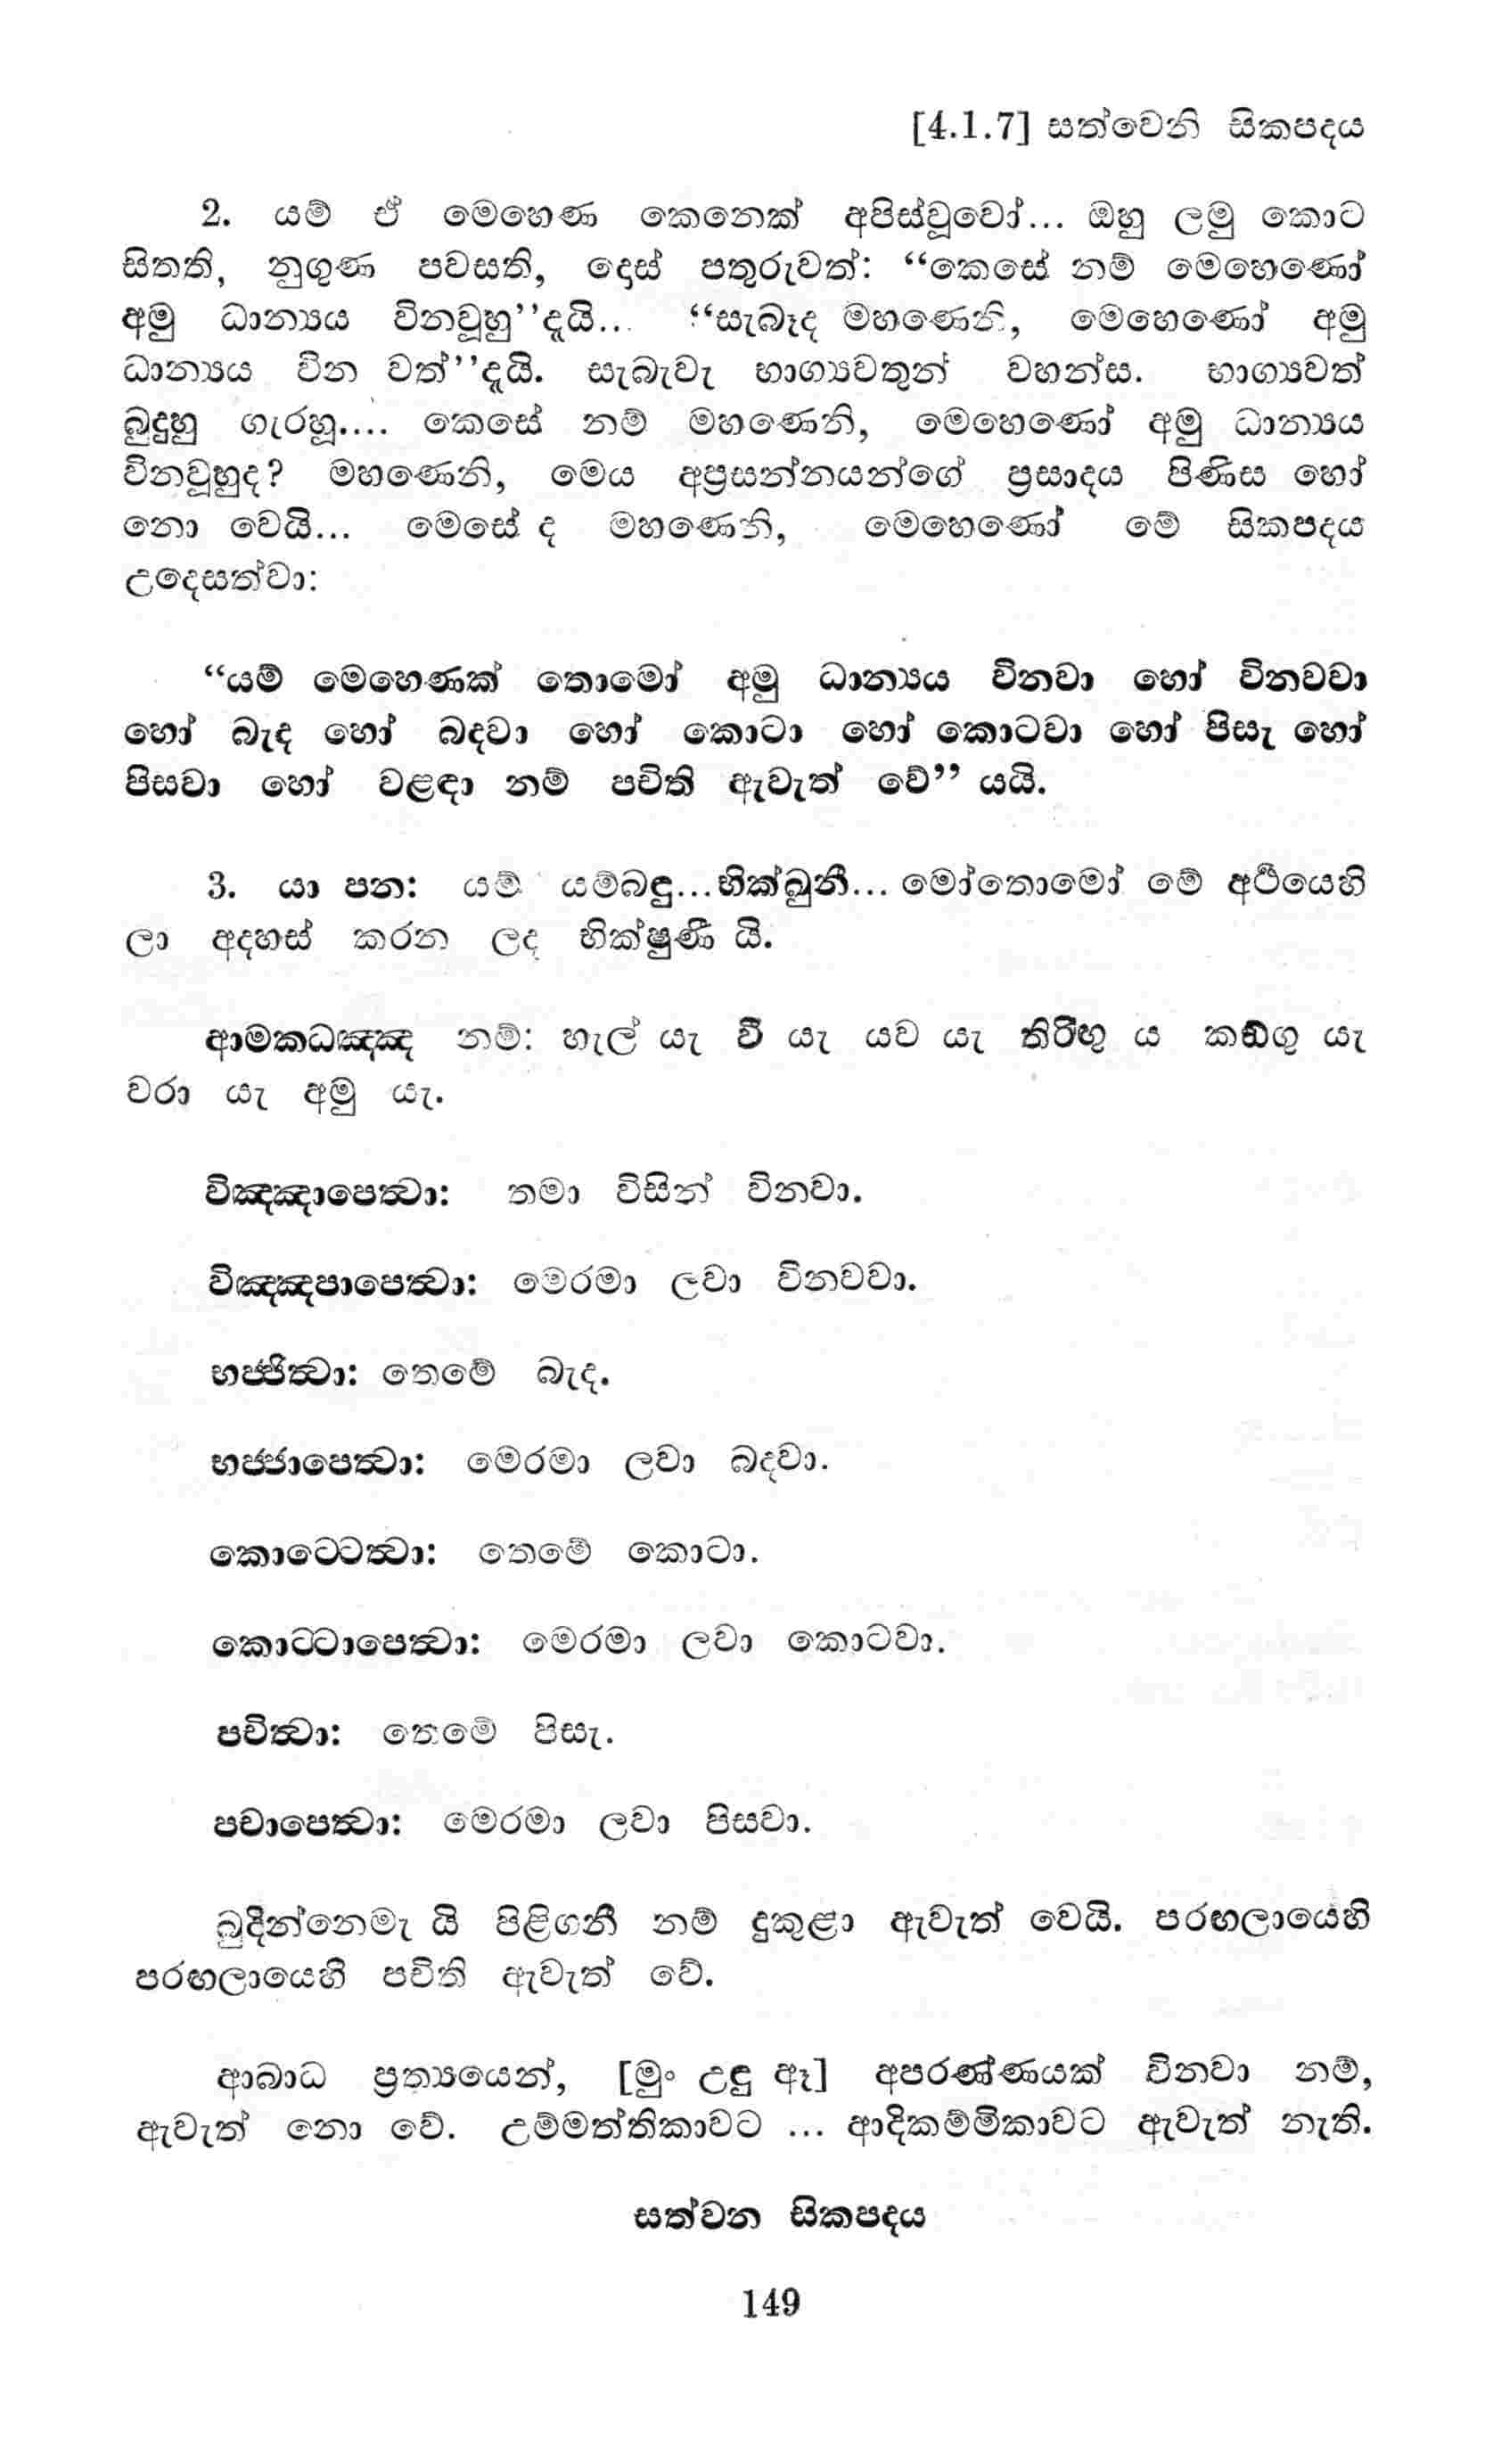 [4.1.7] සත්වෙනි සිකපදය
2. යම් ඒ මෙහෙණ කෙනෙක් අපිස්වූවෝ... ඔහු ලමු කොට
සිතති, නුගුණ පවසති, දොස් පතුරුවත්: “කෙසේ නම් මෙහෙණෝ
අමු ධාන්‍යය විනවූහු’’දැයි... “සැබෑද මහණෙනි, මෙහෙණෝ අමු
ධාන්‍යය වින වත්’’දැයි. සැබැවැ භාග්‍යවතුන් වහන්ස. භාග්‍යවත්
බුදුහු ගැරහූ.... කෙසේ නම් මහණෙනි, මෙහෙණෝ අමු ධාන්‍යය
විනවූහුද? මහණෙනි, මෙය අප්‍රසන්නයන්ගේ ප්‍රසාදය පිණිස හෝ
නො වෙයි... මෙසේ ද මහණෙනි, මෙහෙණෝ මේ සිකපදය
උදෙසත්වා:
“යම් මෙහෙණක් තොමෝ අමු ධාන්‍යය විනවා හෝ විනවවා
හෝ බැද හෝ බදවා හෝ කොටා හෝ කොටවා හෝ පිසැ හෝ
පිසවා හෝ වළඳා නම් පචිති ඇවැත් වේ” යයි.
3. යා පන: යම් යම්බඳු...භික්ඛුනී... මෝතොමෝ මේ අර්‍ථයෙහි
ලා අදහස් කරන ලද භික්ෂුණී යි.
ආමකධඤ්‍ඤ නම්: හැල් යැ වී යැ යව යැ තිරිඟු ය කඬ්ගු යැ
වරා යැ අමු යැ.
විඤ්‍ඤාපෙත්‍වා: තමා විසින් විනවා.
විඤ්‍ඤපාපෙත්‍වා: මෙරමා ලවා විනවවා.
භජ්‍ජිත්‍වා: තෙමේ බැද.
භජ්‍ජාපෙත්‍වා: මෙරමා ලවා බදවා.
කොට්‍ටෙත්‍වා: තෙමේ කොටා.
කොට්‍ටාපෙත්‍වා: මෙරමා ලවා කොටවා.
පචිත්‍වා: තෙමේ පිසැ.
පචාපෙත්‍වා: මෙරමා ලවා පිසවා.
බුදින්නෙමැ යි පිළිගනී නම් දුකුළා ඇවැත් වෙයි. පරඟලායෙහි
පරඟලායෙහි පචිති ඇවැත් වේ.
ආබාධ ප්‍රත්‍යයෙන්, [මුං උඳු ඈ] අපරණ්ණයක් විනවා නම්,
ඇවැත් නො වේ. උම්මත්තිකාවට ... ආදිකම්මිකාවට ඇවැත් නැති.
සත්වන සිකපදය
149